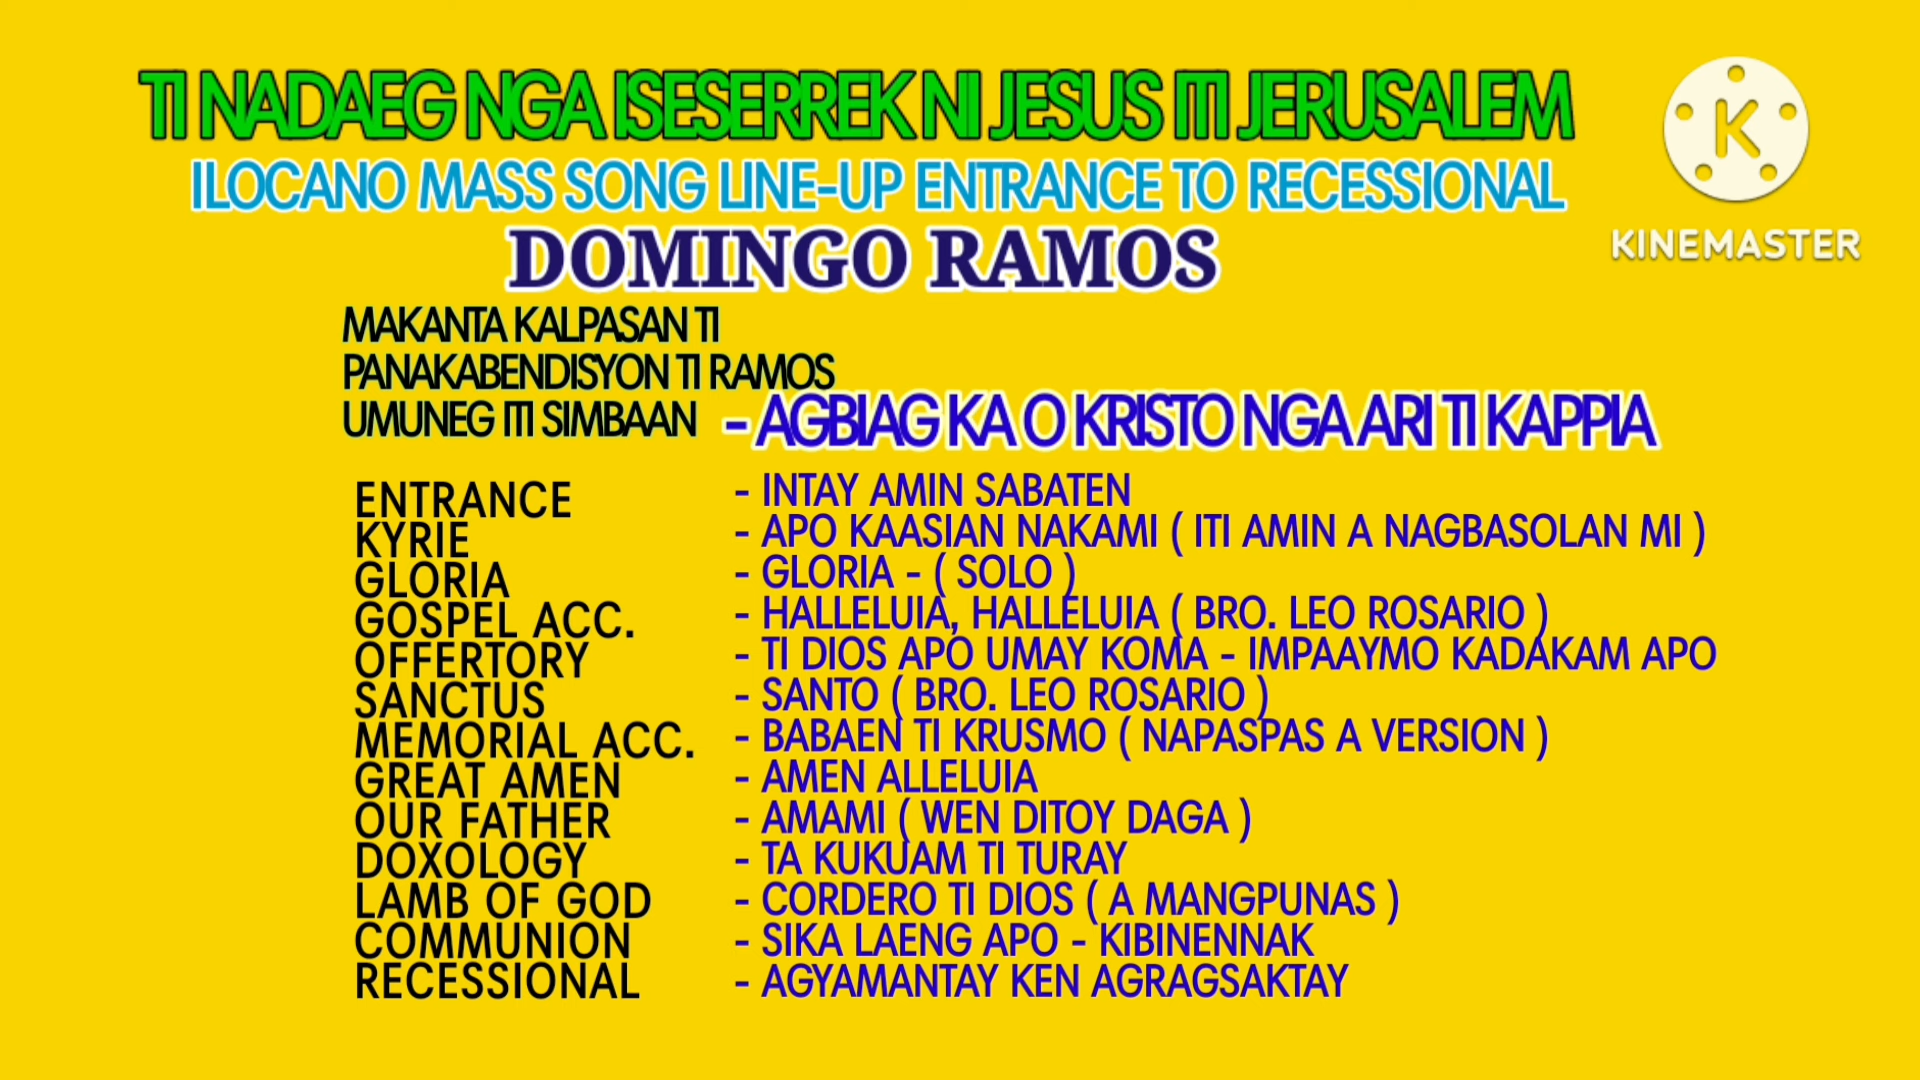 TI NADAEG NGA ISESERREK NI JESUS ITI JERUSALEM
ILOCANO MASS SONG LINE-UP ENTRANCE TO RECESSIONAL
DOMINGO RAMOS
K
KINEMASTER
MAKANTA KALPASAN TI
PANAKABENDISYON TI RAMOS
UMUNEG ITI SIMBAAN - AGBIAG KA O KRISTO NGA ARI TI KAPPIA
ENTRANCE - INTAY AMIN SABATEN
KYRIE - APO KAASIAN NAKAMI ( ITI AMIN A NAGBASOLAN MI )
GLORIA - GLORIA - ( SOLO )
GOSPEL ACC. - HALLELUIA, HALLELUIA ( BRO. LEO ROSARIO )
OFFERTORY - TI DIOS APO UMAY KOMA - IMPAAYMO KADAKAM APO
SANCTUS - SANTO ( BRO. LEO ROSARIO )
MEMORIAL ACC. - BABAEN TI KRUSMO ( NAPASPAS A VERSION )
GREAT AMEN - AMEN ALLELUIA
OUR FATHER - AMAMI ( WEN DITOY DAGA )
DOXOLOGY - TA KUKUAM TI TURAY
LAMB OF GOD - CORDERO TI DIOS ( A MANGPUNAS )
COMMUNION - SIKA LAENG APO - KIBINENNAK
RECESSIONAL - AGYAMANTAY KEN AGRAGSAKTAY